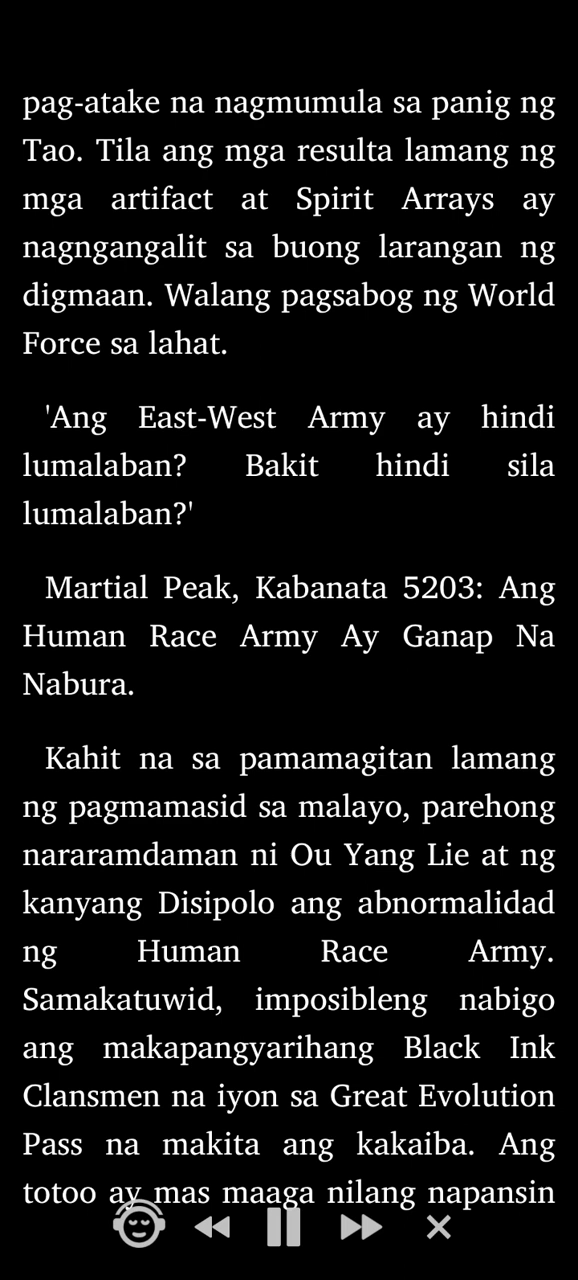 pag-atake na nagmumula sa panig ng
Tao. Tila ang mga resulta lamang ng
mga artifact at Spirit Arrays ay
nagngangalit sa buong larangan ng
digmaan. Walang pagsabog ng World
Force sa lahat.
'Ang East-West Army ay hindi
lumalaban? Bakit hindi sila
lumalaban?'
Martial Peak, Kabanata 5203: Ang
Human Race Army Ay Ganap Na
Nabura.
Kahit na sa pamamagitan lamang
ng pagmamasid sa malayo, parehong
nararamdaman ni Ou Yang Lie at ng
kanyang Disipolo ang abnormalidad
ng Human Race Army.
Samakatuwid, imposibleng nabigo
ang makapangyarihang Black Ink
Clansmen na iyon sa Great Evolution
Pass na makita ang kakaiba. Ang
totoo ay mas maaga nilang napansin